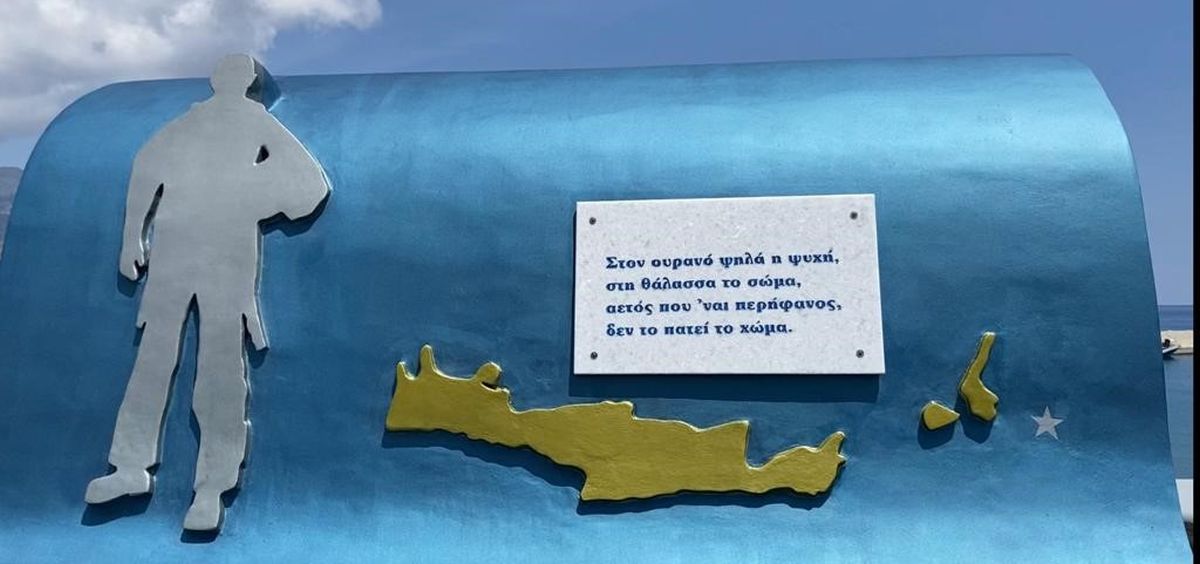 Στον ουρανό ψηλά η ψυχή,
στη θάλασσα το σώμα,
αετός που ’ναι περήφανος,
δεν το πατεί το χώμα.